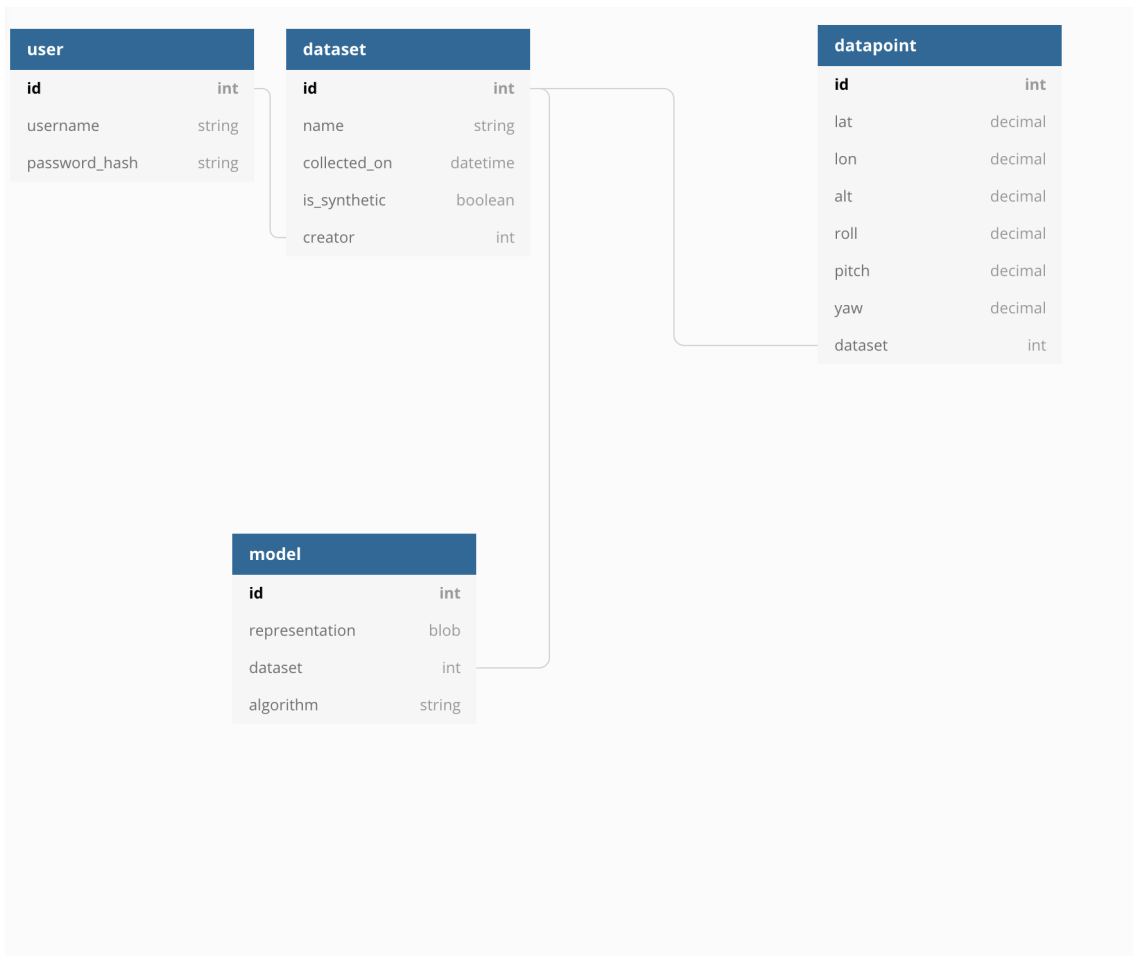 user
id int
username string
password_hash string
dataset
id int
name string
collected_on datetime
is_synthetic boolean
creator int
datapoint
id int
lat decimal
lon decimal
alt decimal
roll decimal
pitch decimal
yaw decimal
dataset int
model
id int
representation blob
dataset int
algorithm string